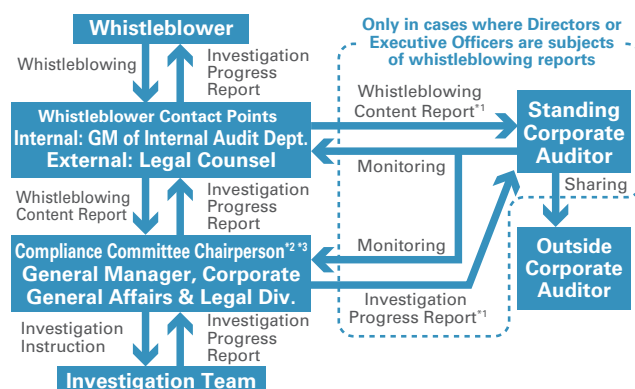 Whistleblower
Only in cases where Directors or
Executive Officers are subjects
of whistleblowing reports
Whistleblowing
Investigation
Progress
Report
Whistleblower Contact Points
Internal: GM of Internal Audit Dept.
External: Legal Counsel
Whistleblowing
Content Report*1
Standing
Corporate
Auditor
Monitoring
Sharing
Whistleblowing
Content Report
Investigation
Progress
Report
Monitoring
Compliance Committee Chairperson*2 *3
General Manager, Corporate
General Affairs & Legal Div.
Outside
Corporate
Auditor
Investigation
Progress Report*1
Investigation
Instruction
Investigation
Progress
Report
Investigation Team